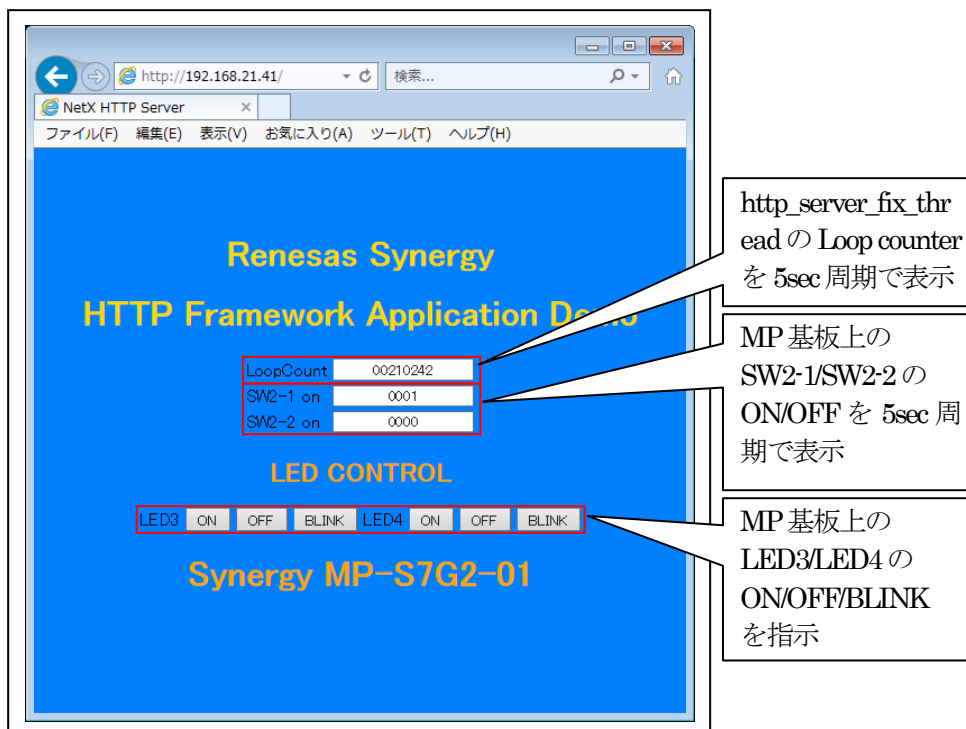 http://192.168.21.41/
検索...
NetX HTTP Server
ファイル(F) 編集(E) 表示(V) お気に入り(A) ツール(T) ヘルプ(H)
Renesas Synergy
HTTP Framework Application Demo
LoopCount 00210242
SW2-1 on 0001
SW2-2 on 0000
LED CONTROL
LED3 ON OFF BLINK LED4 ON OFF BLINK
Synergy MP-S7G2-01
http_server_fix_thr
ead の Loop counter
を 5sec 周期で表示
MP 基板上の
SW2-1/SW2-2 の
ON/OFF を 5sec 周
期で表示
MP 基板上の
LED3/LED4 の
ON/OFF/BLINK
を指示